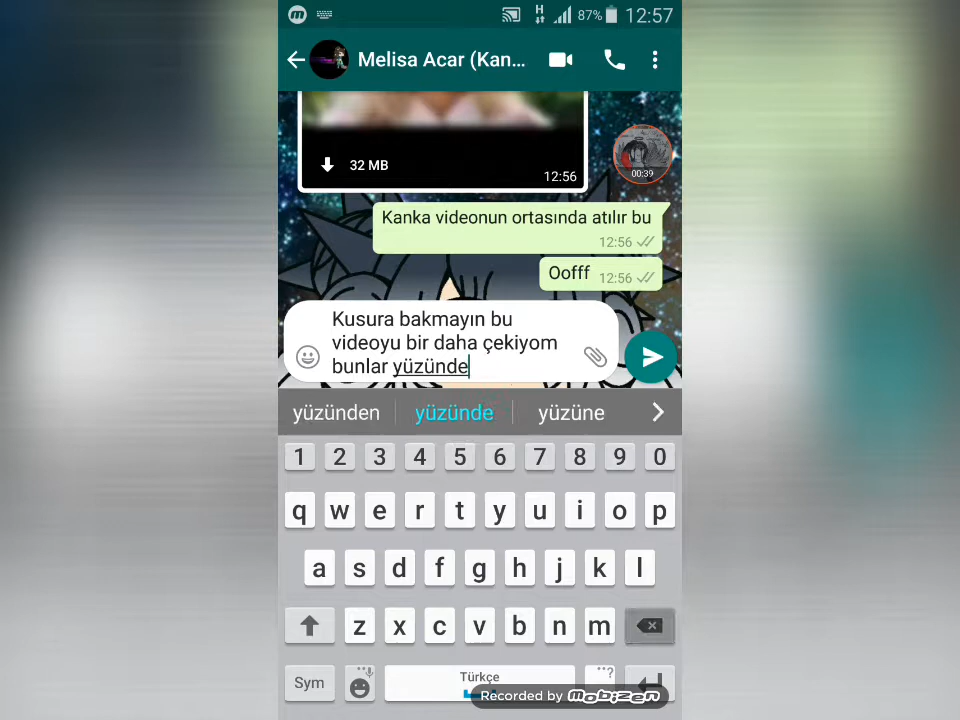 H
87%
12:57
Melisa Acar (Kan...
32 MB
12:56
00:39
Kanka videonun ortasında atılır bu
12:56
Oofff
12:56
Kusura bakmayın bu
videoyu bir daha çekiyom
bunlar yüzünde
yüzünden yüzünde yüzüne
1 2 3 4 5 6 7 8 9 0
q w e r t y u i o p
a s d f g h j k l
z x c v b n m
Sym
Türkçe
...?
Recorded by mobizen